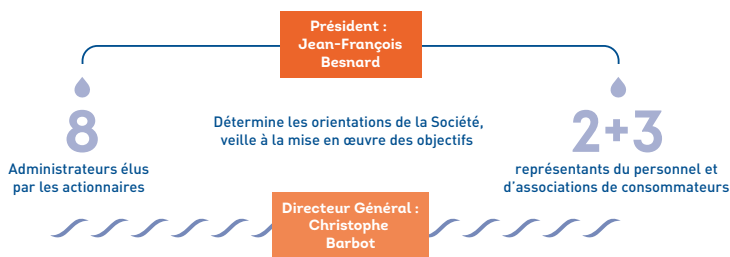 Président :
Jean-François
Besnard
8
Administrateurs élus
par les actionnaires
Détermine les orientations de la Société,
veille à la mise en œuvre des objectifs
2+3
représentants du personnel et
d’associations de consommateurs
Directeur Général :
Christophe
Barbot